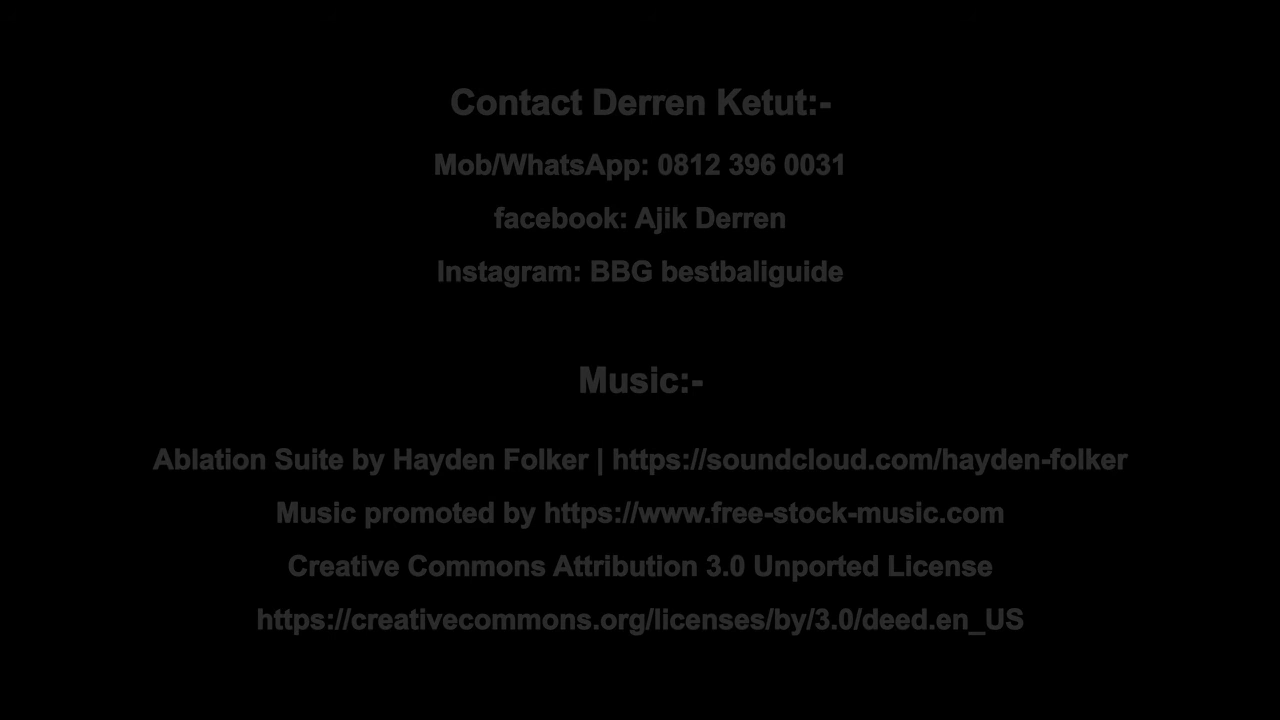 Contact Derren Ketut:-
Mob/WhatsApp: 0812 396 0031
facebook: Ajik Derren
Instagram: BBG bestbaliguide
Music:-
Ablation Suite by Hayden Folker | https://soundcloud.com/hayden-folker
Music promoted by https://www.free-stock-music.com
Creative Commons Attribution 3.0 Unported License
https://creativecommons.org/licenses/by/3.0/deed.en_US